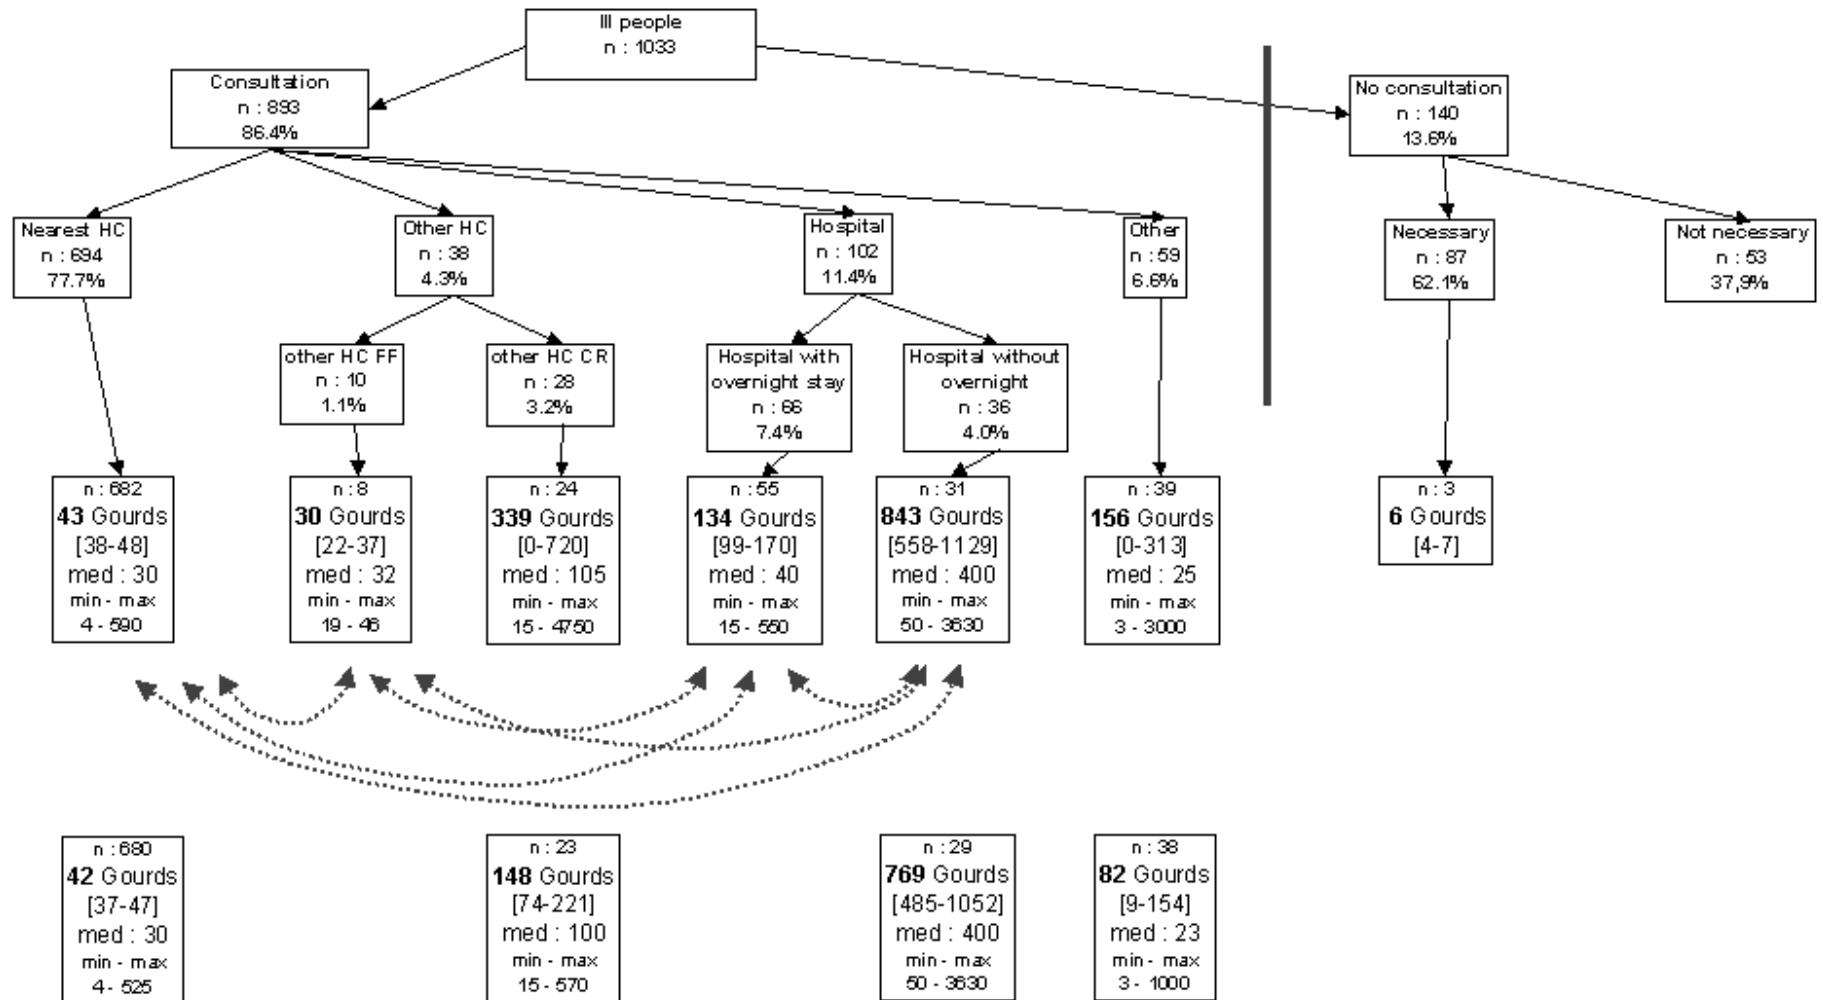 Ill people
n : 1033
Consultation
n : 893
86.4%
No consultation
n : 140
13.6%
Nearest HC
n : 694
77.7%
Other HC
n : 38
4.3%
Hospital
n : 102
11.4%
Other
n : 59
6.6%
Necessary
n : 87
62.1%
Not necessary
n : 53
37,9%
other HC FF
n : 10
1.1%
other HC CR
n : 28
3.2%
Hospital with
overnight stay
n : 66
7.4%
Hospital without
overnight
n : 36
4.0%
n : 682
43 Gourds
[38-48]
med : 30
min - max
4 - 590
n : 8
30 Gourds
[22-37]
med : 32
min - max
19 - 46
n : 24
339 Gourds
[0-720]
med : 105
min - max
15 - 4750
n : 55
134 Gourds
[99-170]
med : 40
min - max
15 - 550
n : 31
843 Gourds
[558-1129]
med : 400
min - max
50 - 3630
n : 39
156 Gourds
[0-313]
med : 25
min - max
3 - 3000
n : 3
6 Gourds
[4-7]
n : 680
42 Gourds
[37-47]
med : 30
min - max
4 - 525
n : 23
148 Gourds
[74-221]
med : 100
min - max
15 - 570
n : 29
769 Gourds
[485-1052]
med : 400
min - max
50 - 3630
n : 38
82 Gourds
[9-154]
med : 23
min - max
3 - 1000